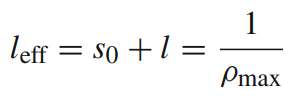 l_eff = s_0 + l = 1 / ρ_max